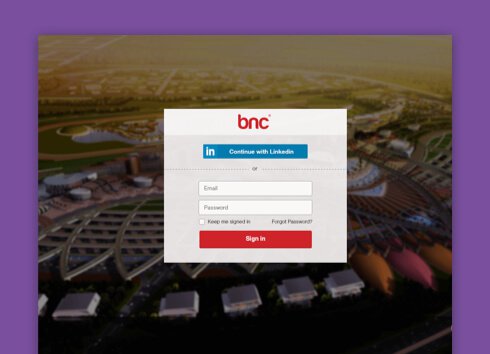 bnc
in Continue with Linkedin
or
Email
Password
Keep me signed in Forgot Password?
Sign in